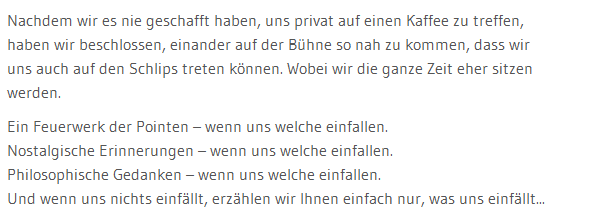 Nachdem wir es nie geschafft haben, uns privat auf einen Kaffee zu treffen,
haben wir beschlossen, einander auf der Bühne so nah zu kommen, dass wir
uns auch auf den Schlips treten können. Wobei wir die ganze Zeit eher sitzen
werden.
Ein Feuerwerk der Pointen – wenn uns welche einfallen.
Nostalgische Erinnerungen – wenn uns welche einfallen.
Philosophische Gedanken – wenn uns welche einfallen.
Und wenn uns nichts einfällt, erzählen wir Ihnen einfach nur, was uns einfällt...